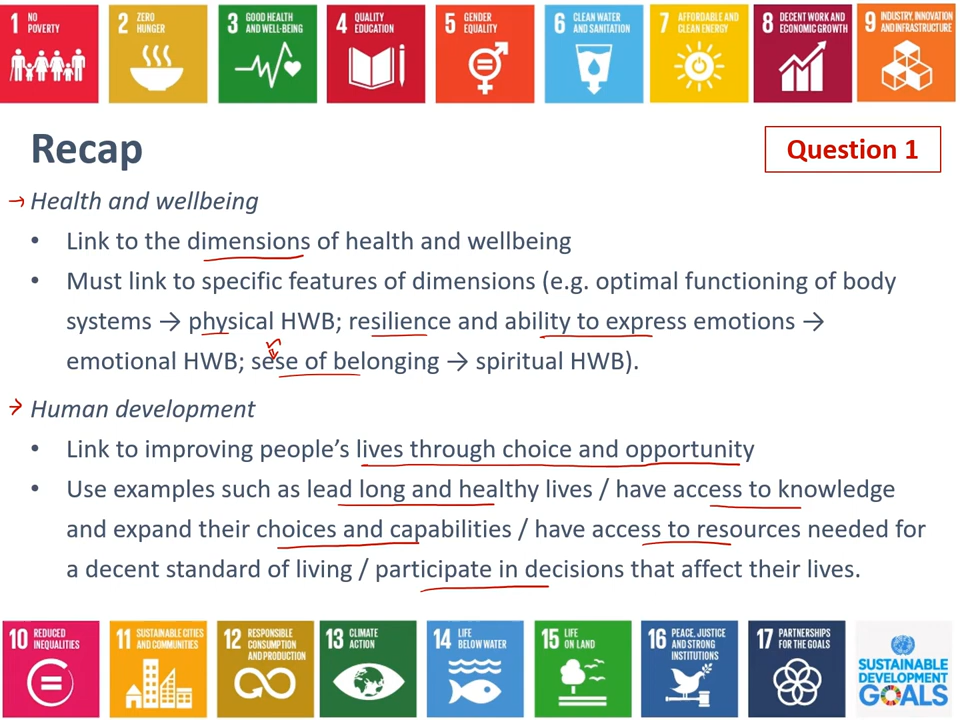 1 NO POVERTY
2 ZERO HUNGER
3 GOOD HEALTH AND WELL-BEING
4 QUALITY EDUCATION
5 GENDER EQUALITY
6 CLEAN WATER AND SANITATION
7 AFFORDABLE AND CLEAN ENERGY
8 DECENT WORK AND ECONOMIC GROWTH
9 INDUSTRY, INNOVATION AND INFRASTRUCTURE
Recap
Question 1
Health and wellbeing
• Link to the dimensions of health and wellbeing
• Must link to specific features of dimensions (e.g. optimal functioning of body
systems → physical HWB; resilience and ability to express emotions →
emotional HWB; sese of belonging → spiritual HWB).
Human development
• Link to improving people’s lives through choice and opportunity
• Use examples such as lead long and healthy lives / have access to knowledge
and expand their choices and capabilities / have access to resources needed for
a decent standard of living / participate in decisions that affect their lives.
10 REDUCED INEQUALITIES
11 SUSTAINABLE CITIES AND COMMUNITIES
12 RESPONSIBLE CONSUMPTION AND PRODUCTION
13 CLIMATE ACTION
14 LIFE BELOW WATER
15 LIFE ON LAND
16 PEACE, JUSTICE AND STRONG INSTITUTIONS
17 PARTNERSHIPS FOR THE GOALS
SUSTAINABLE
DEVELOPMENT
GOALS